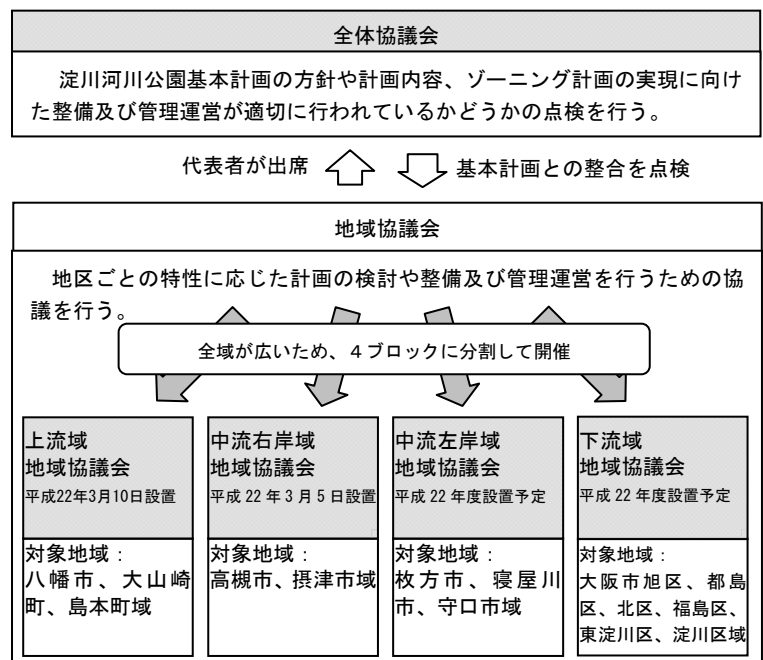 全体協議会
淀川河川公園基本計画の方針や計画内容、ゾーニング計画の実現に向け
た整備及び管理運営が適切に行われているかどうかの点検を行う。
代表者が出席
基本計画との整合を点検
地域協議会
地区ごとの特性に応じた計画の検討や整備及び管理運営を行うための協
議を行う。
全域が広いため、4ブロックに分割して開催
上流域
地域協議会
平成22年3月10日設置
対象地域：
八幡市、大山崎
町、島本町域
中流右岸域
地域協議会
平成 22 年 3 月 5 日設置
対象地域：
高槻市、摂津市域
中流左岸域
地域協議会
平成 22 年度設置予定
対象地域：
枚方市、寝屋川
市、守口市域
下流域
地域協議会
平成 22 年度設置予定
対象地域：
大阪市旭区、都島
区、北区、福島区、
東淀川区、淀川区域